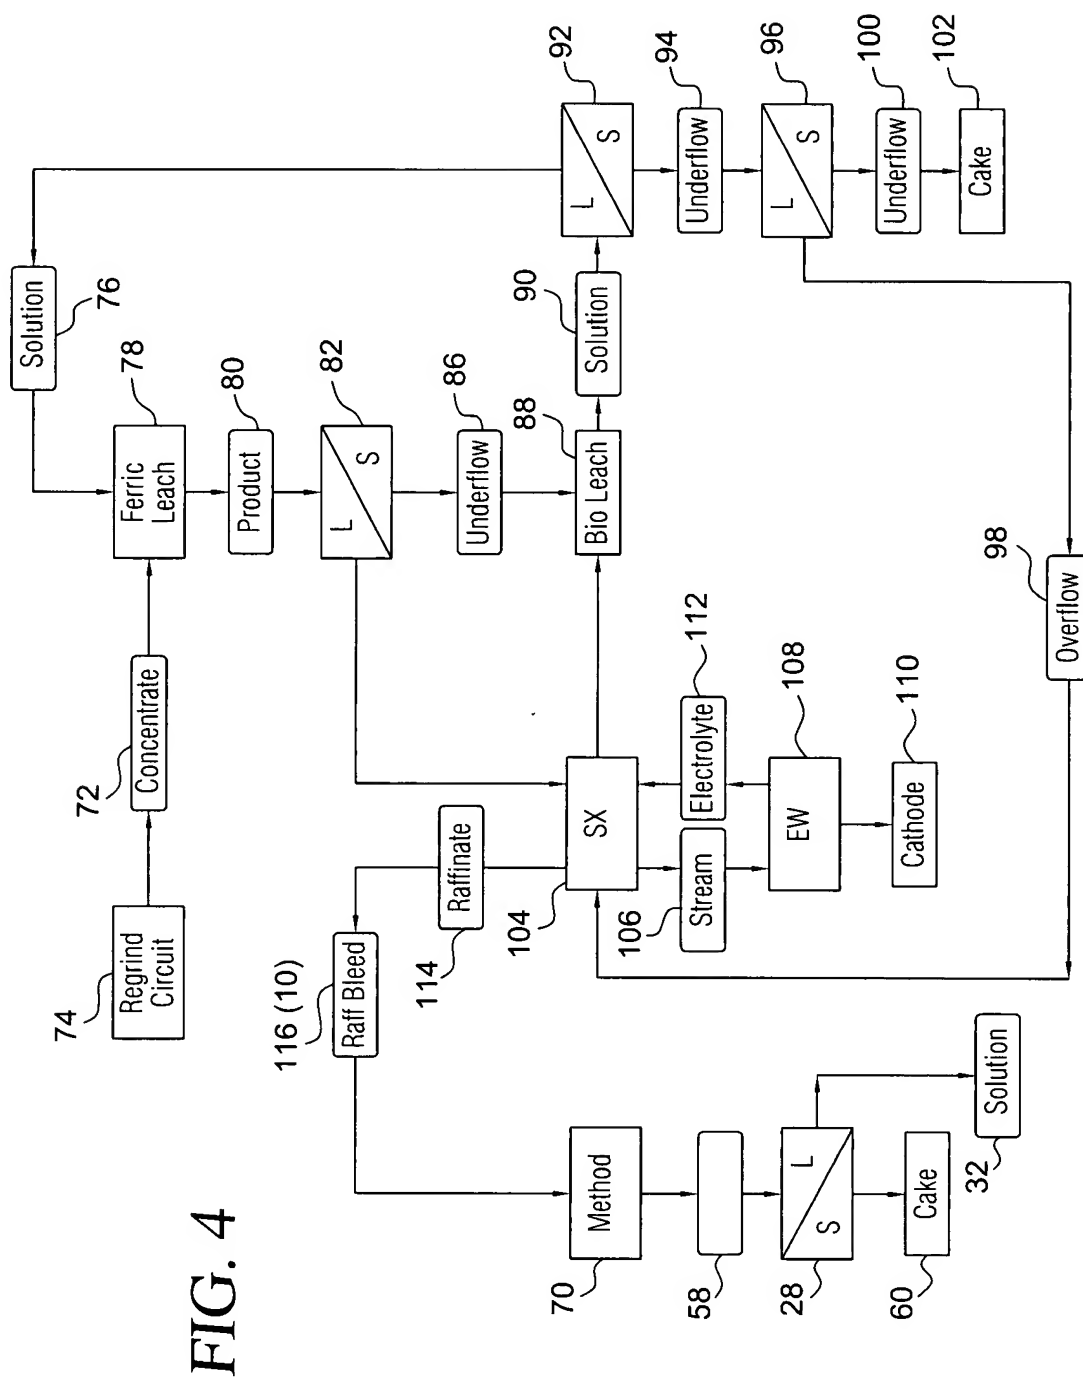 FIG. 4
74
Regrind
Circuit
72
Concentrate
Ferric
Leach
78
Solution
76
Product
80
L
S
82
Underflow
86
Bio Leach
88
Solution
90
L
S
92
Underflow
94
L
S
96
Underflow
100
Cake
102
Overflow
98
SX
104
Stream
106
Electrolyte
112
EW
108
Cathode
110
Raffinate
114
Raff Bleed
116 (10)
Method
70
58
L
S
28
Cake
60
Solution
32